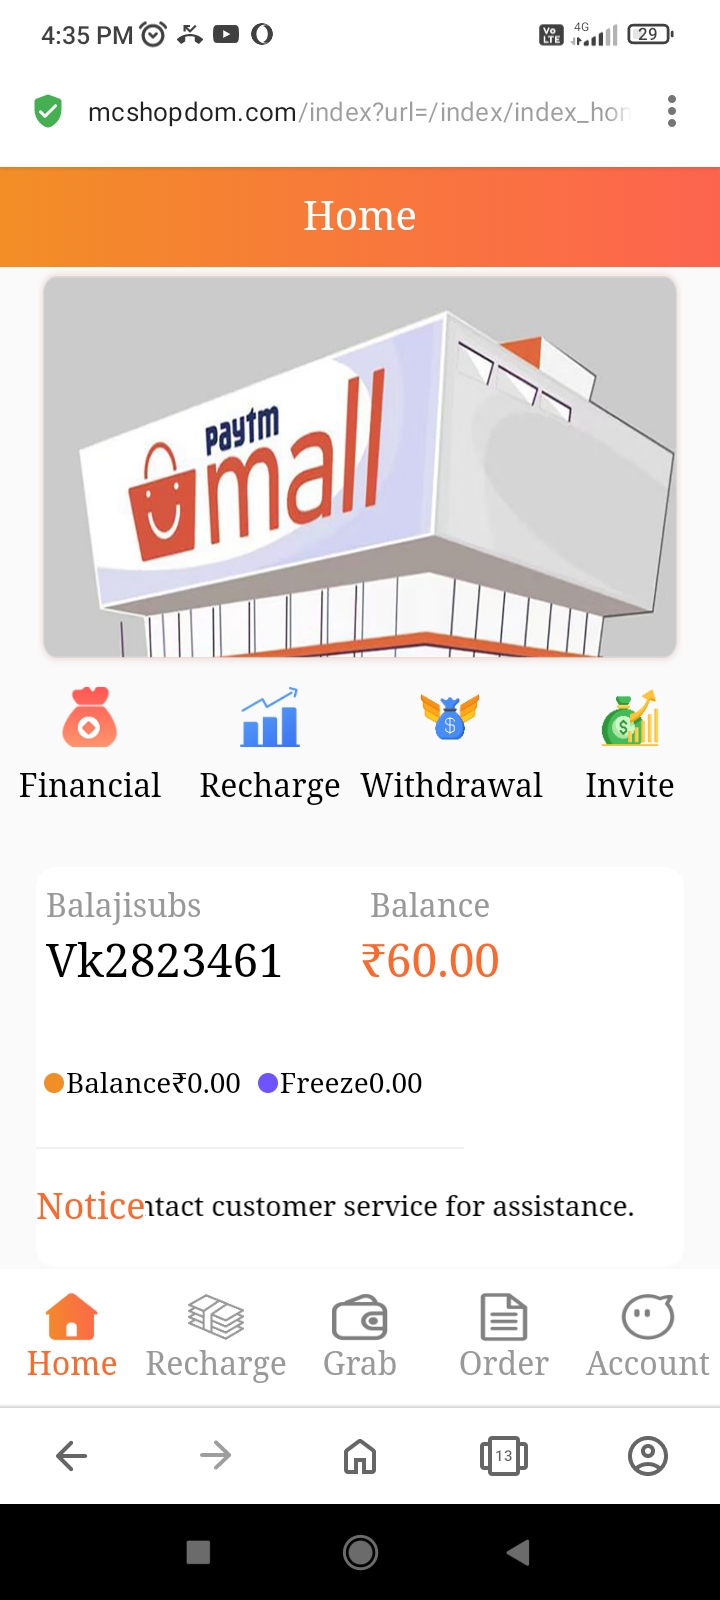 4:35 PM
Vo LTE 4G 29
mcshopdom.com/index?url=/index/index_hon
Home
paytm
mall
Financial Recharge Withdrawal Invite
Balajisubs Balance
Vk2823461 ₹60.00
Balance₹0.00 Freeze0.00
Notice ntact customer service for assistance.
Home Recharge Grab Order Account
13